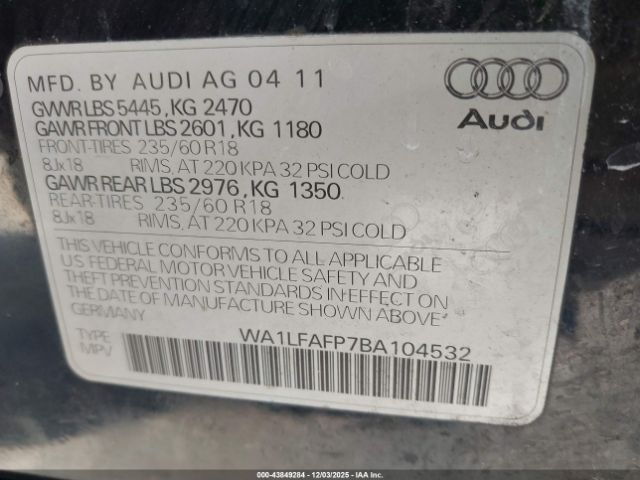 MFD. BY AUDI AG 04 11
GVWR LBS 5445, KG 2470
GAWR FRONT LBS 2601, KG 1180
FRONT-TIRES 235/60 R18
8Jx18 RIMS, AT 220 KPA 32 PSI COLD
GAWR REAR LBS 2976, KG 1350
REAR-TIRES 235/60 R18
8Jx18 RIMS, AT 220 KPA 32 PSI COLD
Audi
THIS VEHICLE CONFORMS TO ALL APPLICABLE
US FEDERAL MOTOR VEHICLE SAFETY AND
THEFT PREVENTION STANDARDS IN EFFECT ON
THE DATE OF MANUFACTURE SHOWN ABOVE
GERMANY
TYPE
MPV
WA1LFAFP7BA104532
000-43849284 - 12/03/2025 - IAA Inc.